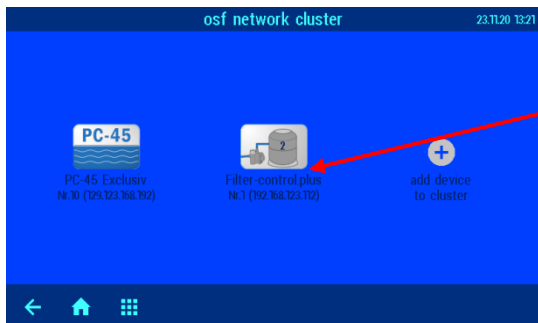 osf network cluster
23.11.20 13:21
PC-45
2
PC-45 Exclusiv
Nr.10 (129.123.168.192)
Filter-control plus
Nr.1 (192.168.123.112)
add device
to cluster